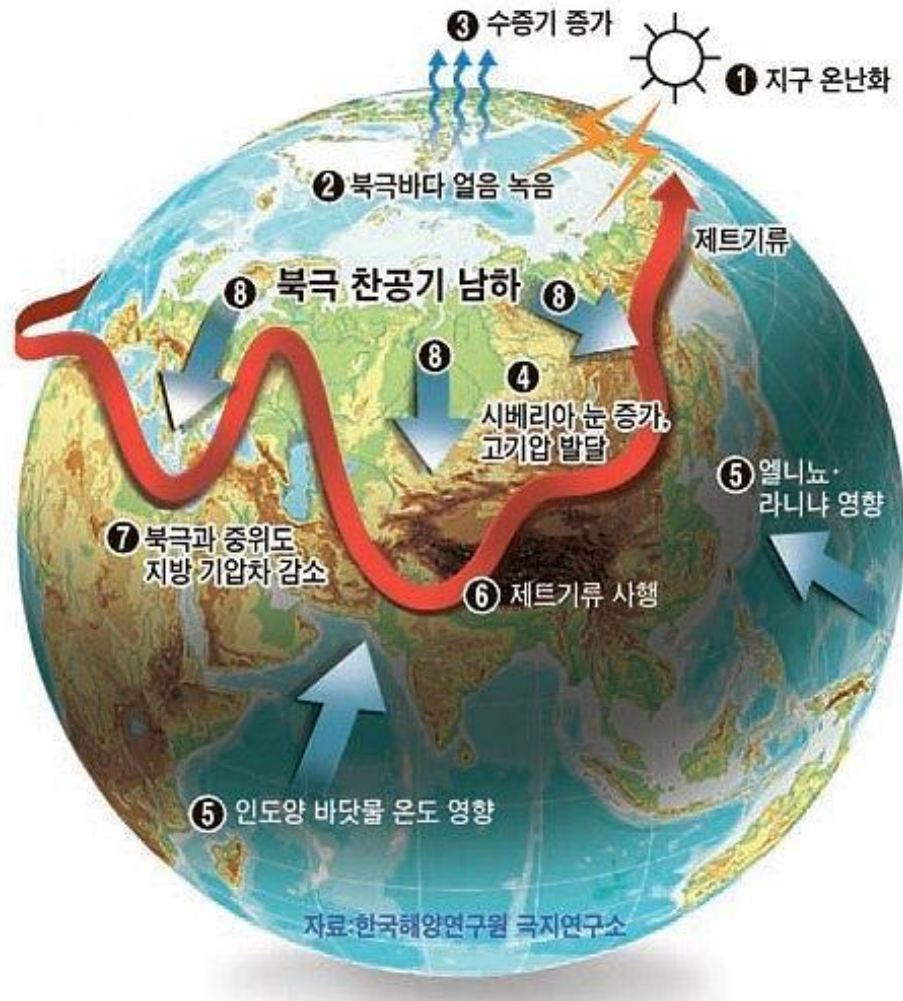 ❸ 수증기 증가
❶ 지구 온난화
❷ 북극바다 얼음 녹음
제트기류
❽ 북극 찬공기 남하 ❽
❽
❹
시베리아 눈 증가,
고기압 발달
❺ 엘니뇨·
라니냐 영향
❼ 북극과 중위도
지방 기압차 감소
❻ 제트기류 사행
❺ 인도양 바닷물 온도 영향
자료:한국해양연구원 극지연구소